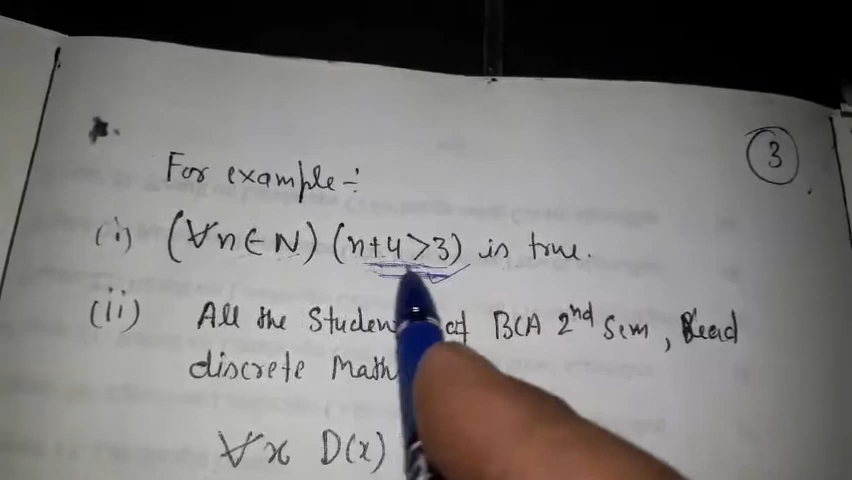 3
For example:-
(i) (∀n∈N) (n+4>3) is true.
(ii) All the Studen of BCA 2nd Sem, Read
discrete Math
∀x D(x)